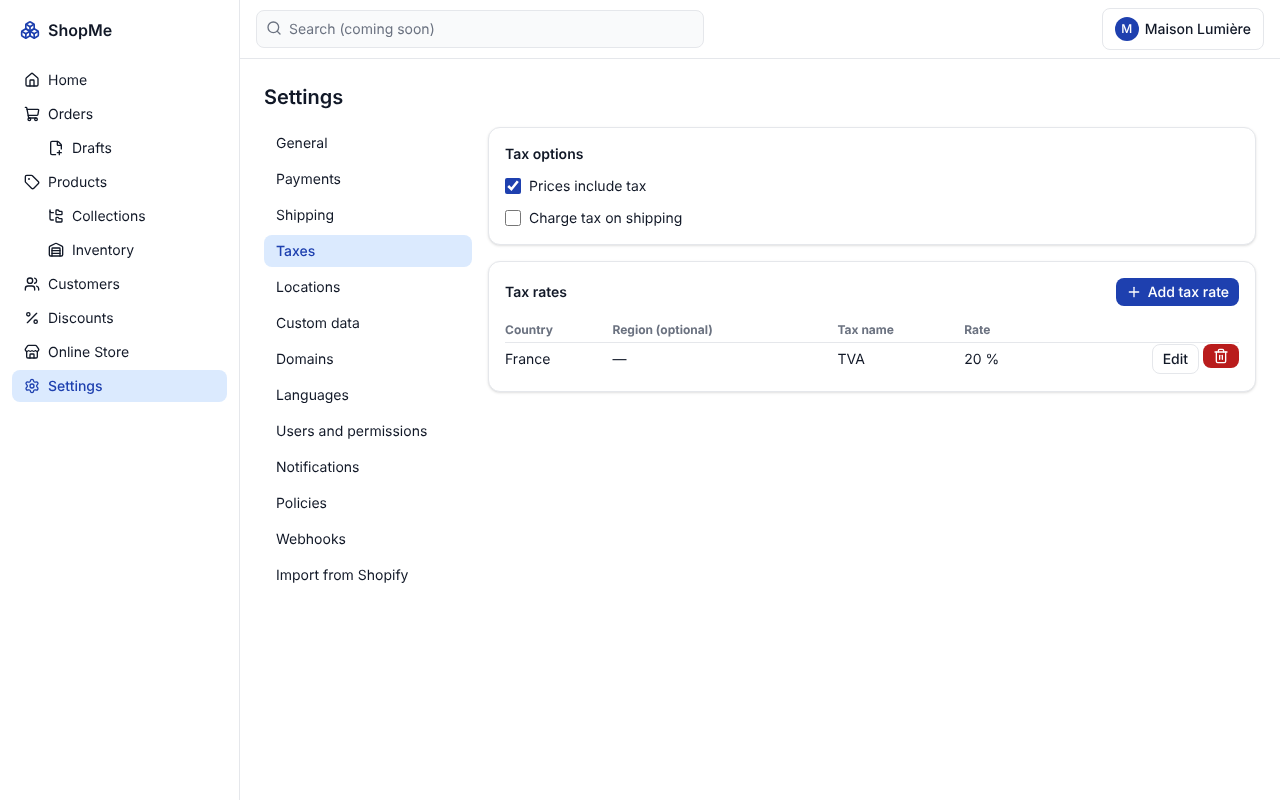 ShopMe
Search (coming soon)
M Maison Lumière
Home
Orders
Drafts
Products
Collections
Inventory
Customers
Discounts
Online Store
Settings
Settings
General
Payments
Shipping
Taxes
Locations
Custom data
Domains
Languages
Users and permissions
Notifications
Policies
Webhooks
Import from Shopify
Tax options
Prices include tax
Charge tax on shipping
Tax rates
Add tax rate
Country Region (optional) Tax name Rate
France — TVA 20 % Edit